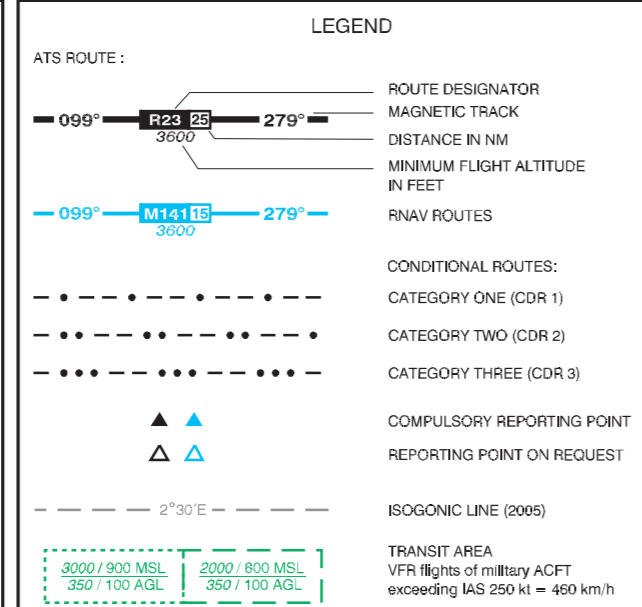 LEGEND
ATS ROUTE :
ROUTE DESIGNATOR
099° R23 25 279° MAGNETIC TRACK
3600 DISTANCE IN NM
MINIMUM FLIGHT ALTITUDE
IN FEET
099° M141 15 279° RNAV ROUTES
3600
CONDITIONAL ROUTES:
CATEGORY ONE (CDR 1)
CATEGORY TWO (CDR 2)
CATEGORY THREE (CDR 3)
COMPULSORY REPORTING POINT
REPORTING POINT ON REQUEST
2°30'E ISOGONIC LINE (2005)
TRANSIT AREA
3000 / 900 MSL 2000 / 600 MSL VFR flights of military ACFT
350 / 100 AGL 350 / 100 AGL exceeding IAS 250 kt = 460 km/h